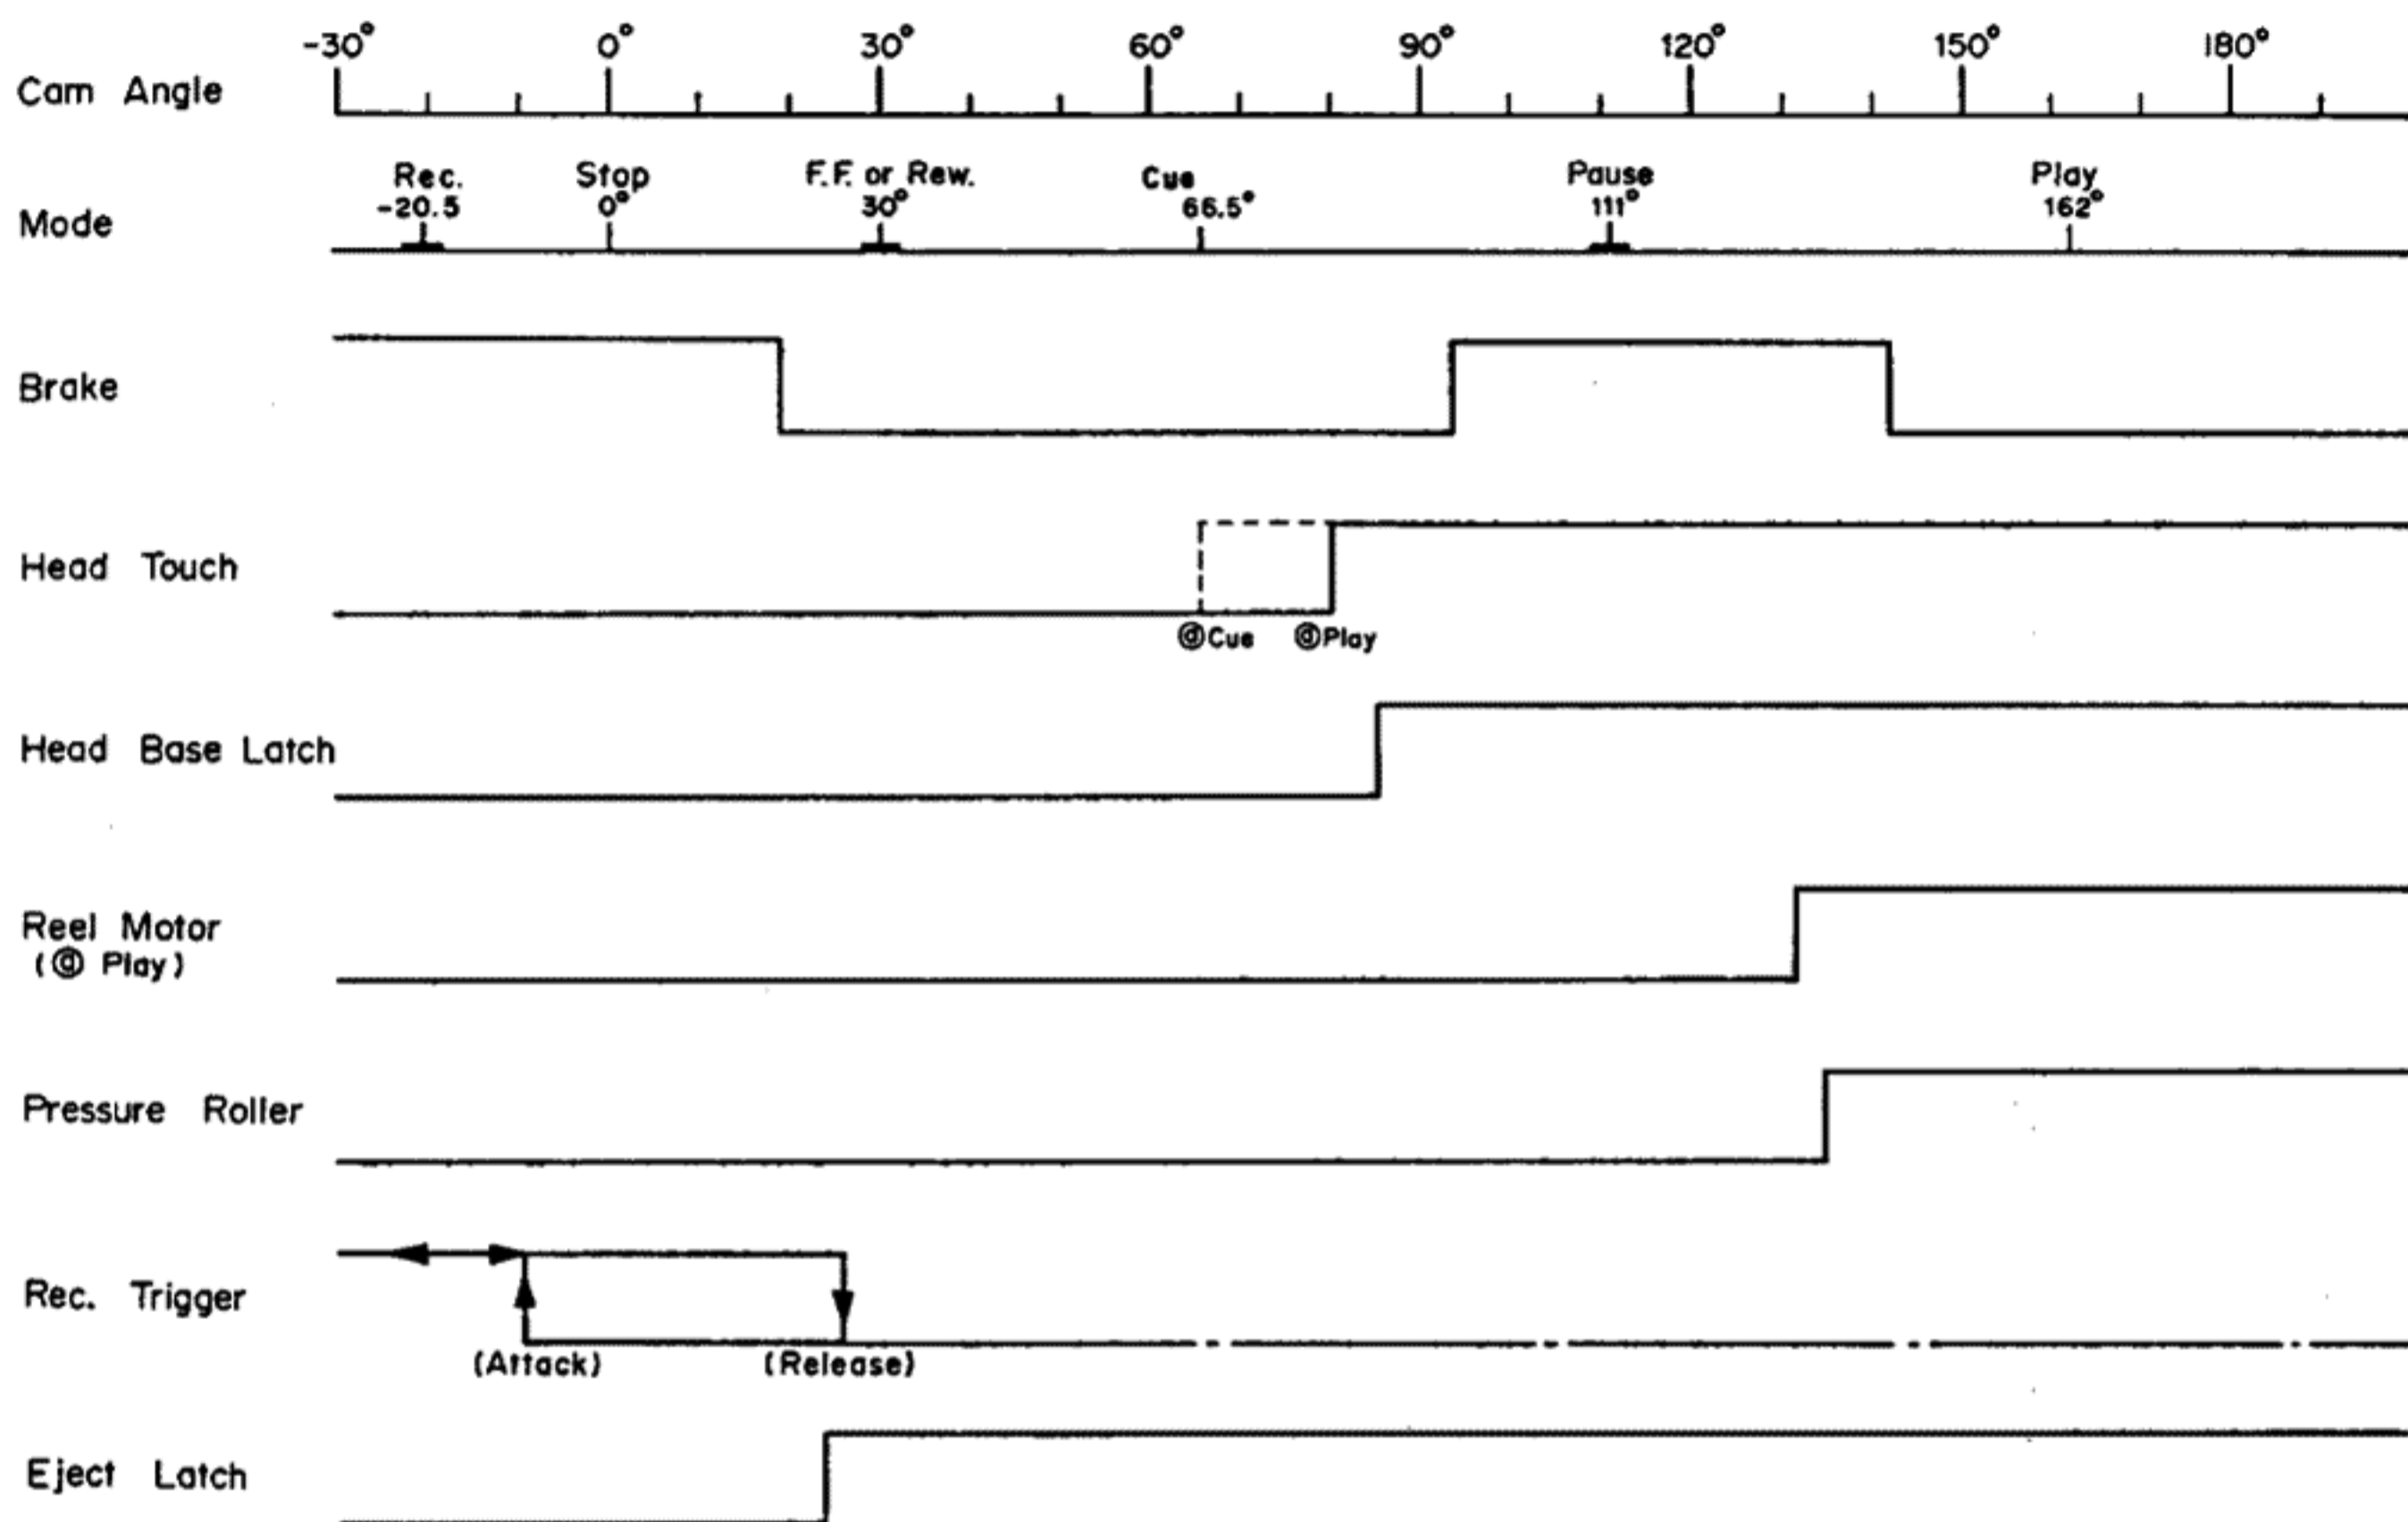 -30° 0° 30° 60° 90° 120° 150° 180°
Cam Angle
Rec. Stop F.F. or Rew. Cue Pause Play
-20.5 0° 30° 66.5° 111° 162°
Mode
Brake
Head Touch
@Cue @Play
Head Base Latch
Reel Motor
(@ Play)
Pressure Roller
Rec. Trigger
(Attack) (Release)
Eject Latch